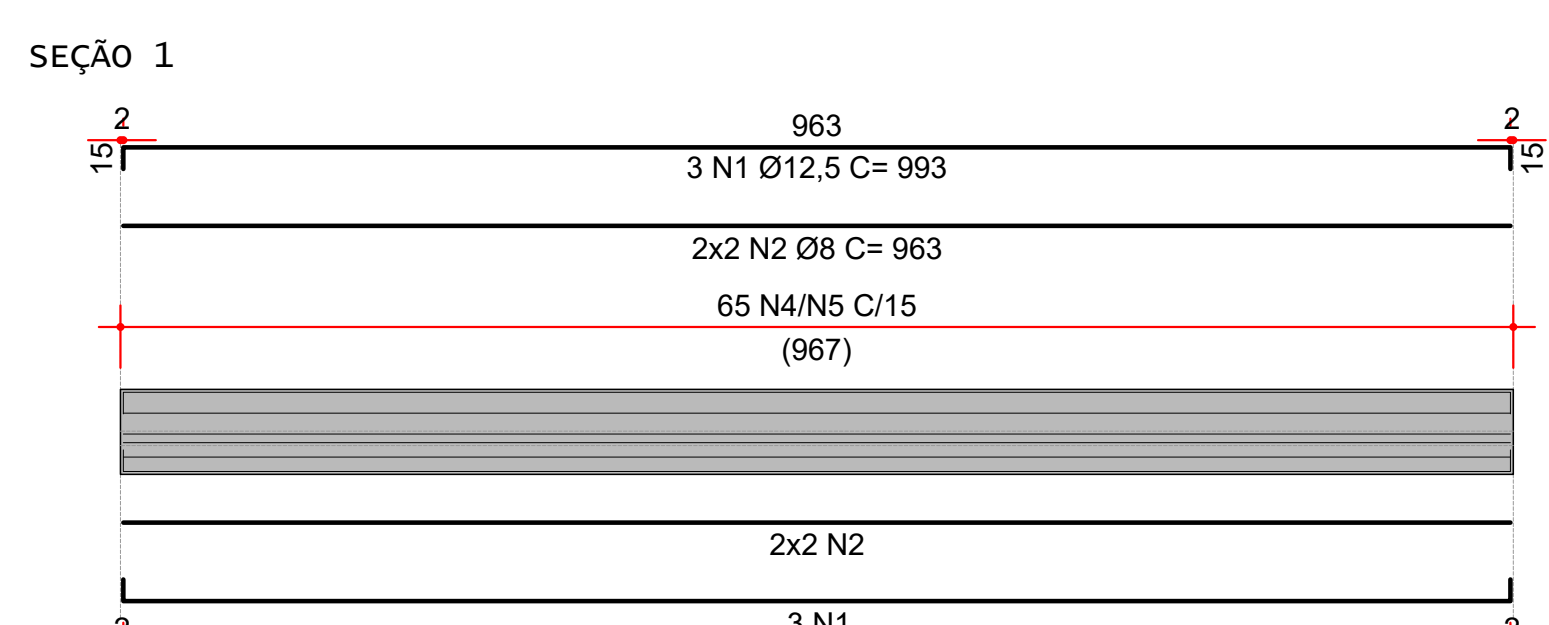 SEÇÃO 1
2
963
2
15
3 N1 Ø12,5 C= 993
15
2x2 N2 Ø8 C= 963
65 N4/N5 C/15
(967)
2x2 N2
3 N1